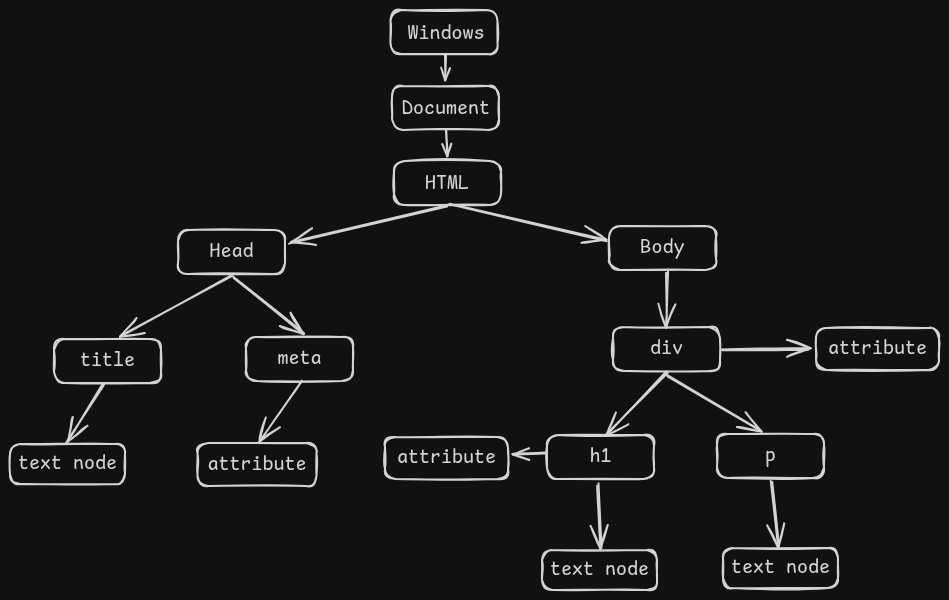 Windows
Document
HTML
Head
Body
title
meta
div
attribute
text node
attribute
attribute
h1
p
text node
text node